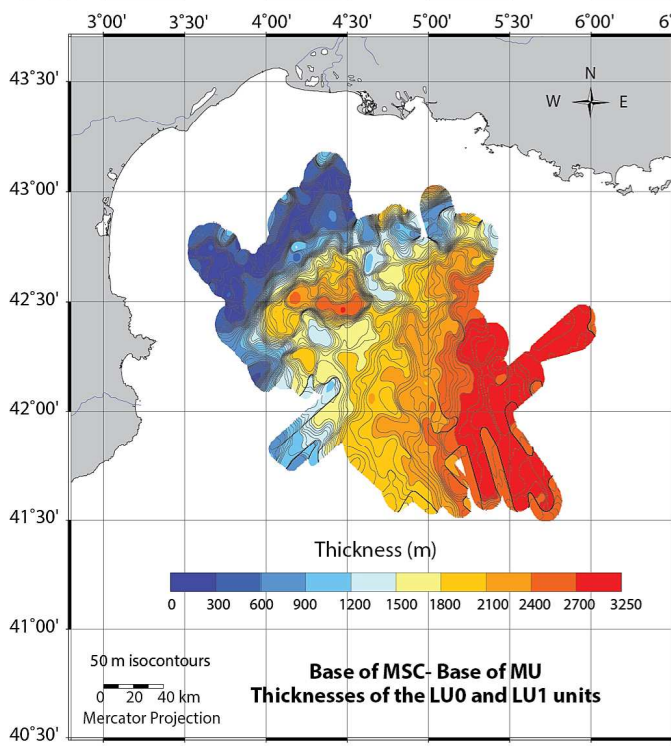 3˚00' 3˚30' 4˚00' 4˚30' 5˚00' 5˚30' 6˚00' 6˚
43˚30'
N
W E
S
43˚00'
42˚30'
42˚00'
41˚30'
Thickness (m)
0 300 600 900 1200 1500 1800 2100 2400 2700 3250
41˚00'
50 m isocontours
0 20 40 km
Mercator Projection
Base of MSC- Base of MU
Thicknesses of the LU0 and LU1 units
40˚30'